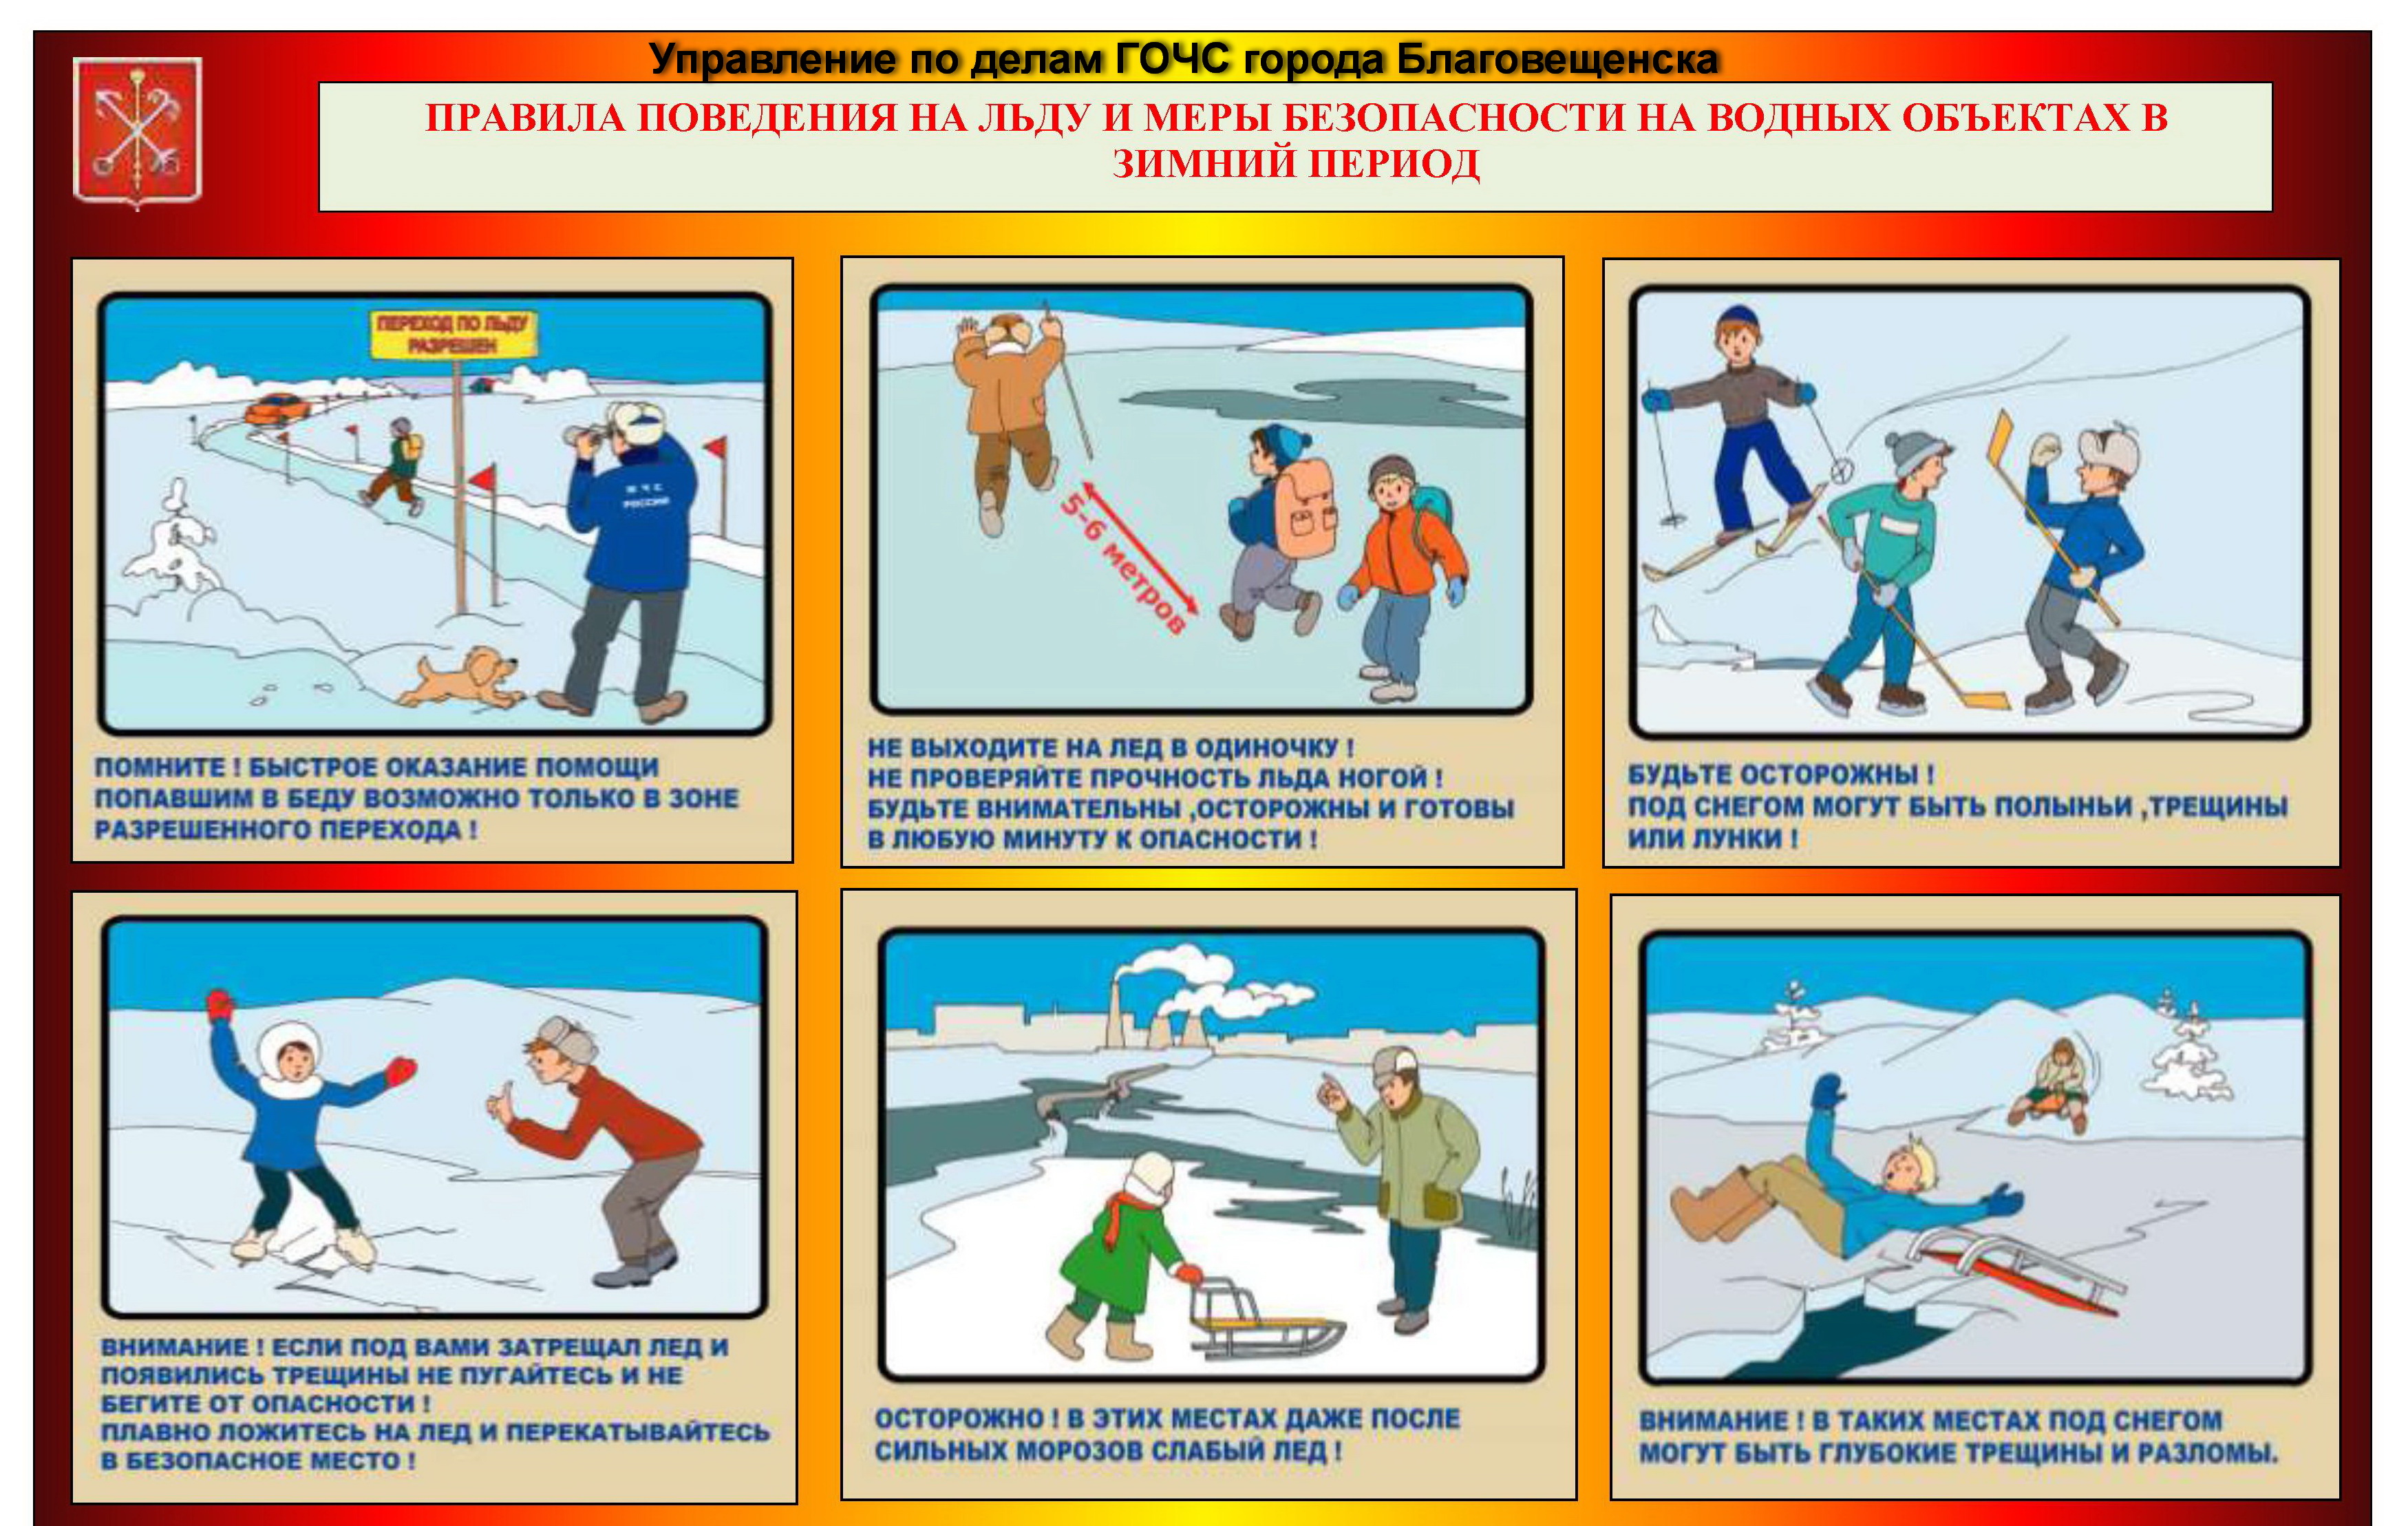 Управление по делам ГОЧС города Благовещенска
ПРАВИЛА ПОВЕДЕНИЯ НА ЛЬДУ И МЕРЫ БЕЗОПАСНОСТИ НА ВОДНЫХ ОБЪЕКТАХ В
ЗИМНИЙ ПЕРИОД
ПЕРЕХОД ПО ЛЬДУ
РАЗРЕШЕН
МЧС
РОССИИ
ПОМНИТЕ ! БЫСТРОЕ ОКАЗАНИЕ ПОМОЩИ
ПОПАВШИМ В БЕДУ ВОЗМОЖНО ТОЛЬКО В ЗОНЕ
РАЗРЕШЕННОГО ПЕРЕХОДА !
5-6 метров
НЕ ВЫХОДИТЕ НА ЛЕД В ОДИНОЧКУ !
НЕ ПРОВЕРЯЙТЕ ПРОЧНОСТЬ ЛЬДА НОГОЙ !
БУДЬТЕ ВНИМАТЕЛЬНЫ ,ОСТОРОЖНЫ И ГОТОВЫ
В ЛЮБУЮ МИНУТУ К ОПАСНОСТИ !
БУДЬТЕ ОСТОРОЖНЫ !
ПОД СНЕГОМ МОГУТ БЫТЬ ПОЛЫНЬИ ,ТРЕЩИНЫ
ИЛИ ЛУНКИ !
ВНИМАНИЕ ! ЕСЛИ ПОД ВАМИ ЗАТРЕЩАЛ ЛЕД И
ПОЯВИЛИСЬ ТРЕЩИНЫ НЕ ПУГАЙТЕСЬ И НЕ
БЕГИТЕ ОТ ОПАСНОСТИ !
ПЛАВНО ЛОЖИТЕСЬ НА ЛЕД И ПЕРЕКАТЫВАЙТЕСЬ
В БЕЗОПАСНОЕ МЕСТО !
ОСТОРОЖНО ! В ЭТИХ МЕСТАХ ДАЖЕ ПОСЛЕ
СИЛЬНЫХ МОРОЗОВ СЛАБЫЙ ЛЕД !
ВНИМАНИЕ ! В ТАКИХ МЕСТАХ ПОД СНЕГОМ
МОГУТ БЫТЬ ГЛУБОКИЕ ТРЕЩИНЫ И РАЗЛОМЫ.